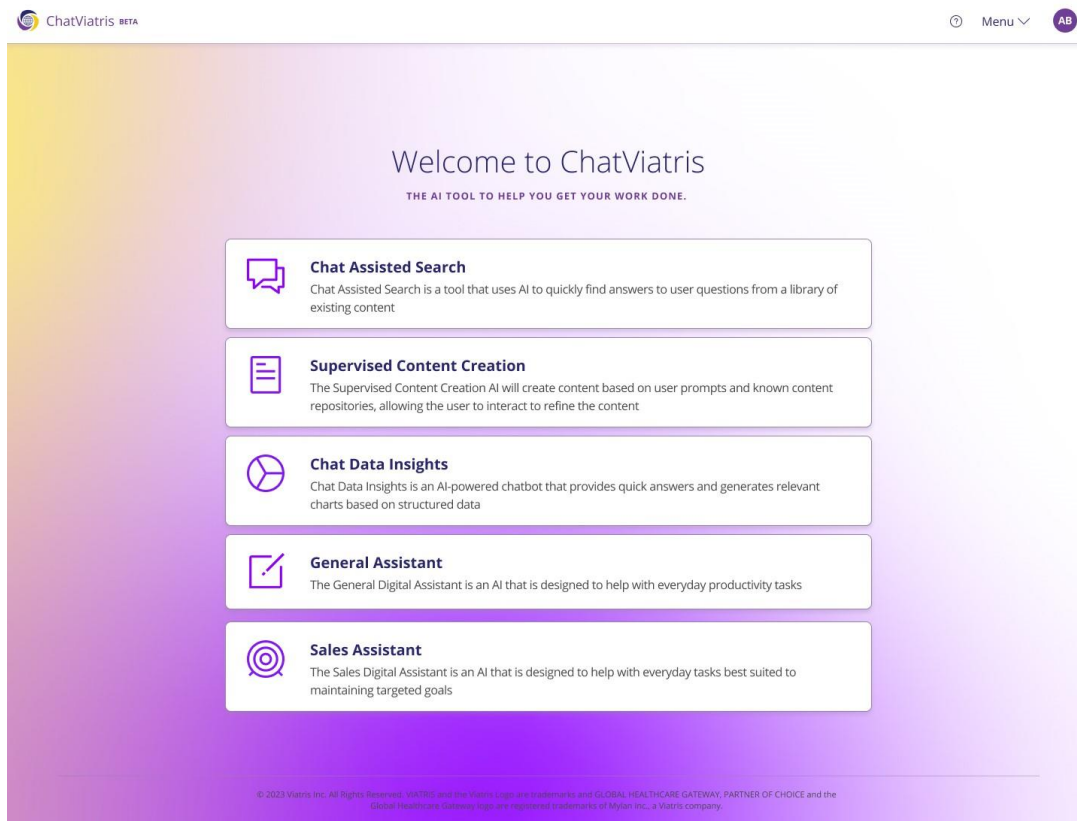 ChatViatris BETA
? Menu AB
Welcome to ChatViatris
THE AI TOOL TO HELP YOU GET YOUR WORK DONE.
Chat Assisted Search
Chat Assisted Search is a tool that uses AI to quickly find answers to user questions from a library of
existing content
Supervised Content Creation
The Supervised Content Creation AI will create content based on user prompts and known content
repositories, allowing the user to interact to refine the content
Chat Data Insights
Chat Data Insights is an AI-powered chatbot that provides quick answers and generates relevant
charts based on structured data
General Assistant
The General Digital Assistant is an AI that is designed to help with everyday productivity tasks
Sales Assistant
The Sales Digital Assistant is an AI that is designed to help with everyday tasks best suited to
maintaining targeted goals
© 2023 Viatris Inc. All Rights Reserved. VIATRIS and the Viatris Logo are trademarks and GLOBAL HEALTHCARE GATEWAY, PARTNER OF CHOICE and the
Global Healthcare Gateway logo are registered trademarks of Mylan Inc., a Viatris company.